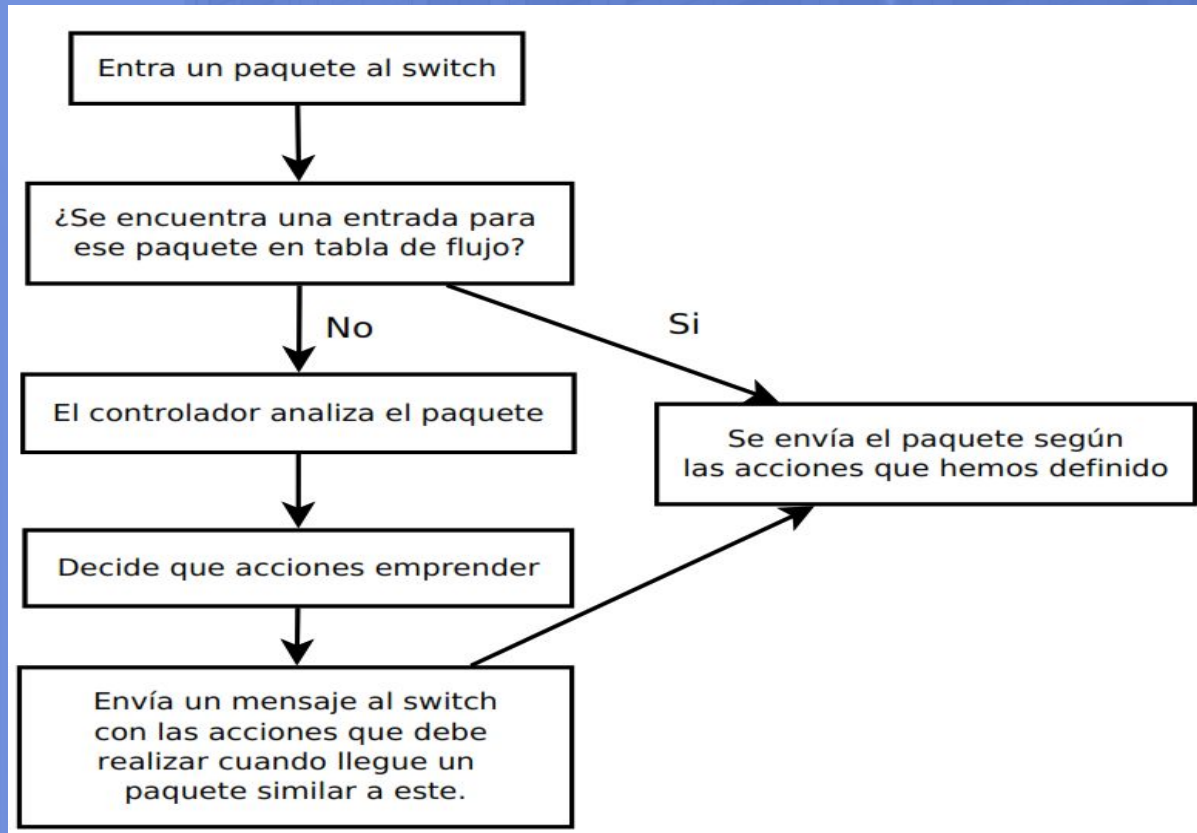 Entra un paquete al switch
¿Se encuentra una entrada para
ese paquete en tabla de flujo?
No
Si
El controlador analiza el paquete
Se envía el paquete según
las acciones que hemos definido
Decide que acciones emprender
Envía un mensaje al switch
con las acciones que debe
realizar cuando llegue un
paquete similar a este.